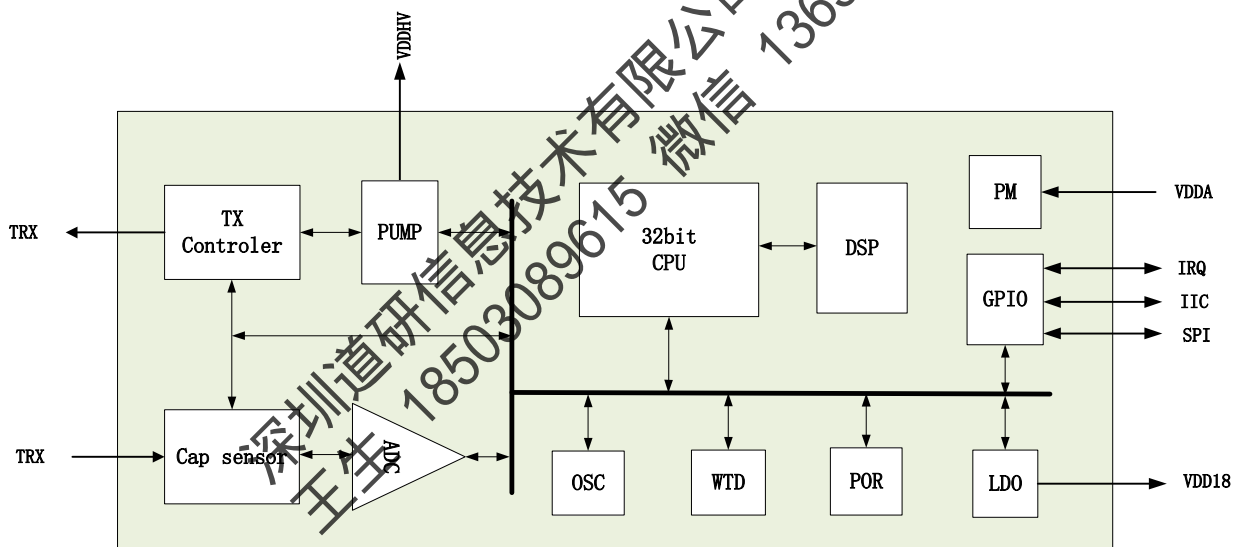 VDDHV
TX
Controler
PUMP
32bit
CPU
DSP
PM
VDDA
TRX
GPIO
IRQ
IIC
SPI
TRX
Cap sensor
ADC
OSC
WTD
POR
LDO
VDD18
深圳道研信息技术有限公司
王生 18503089615 微信